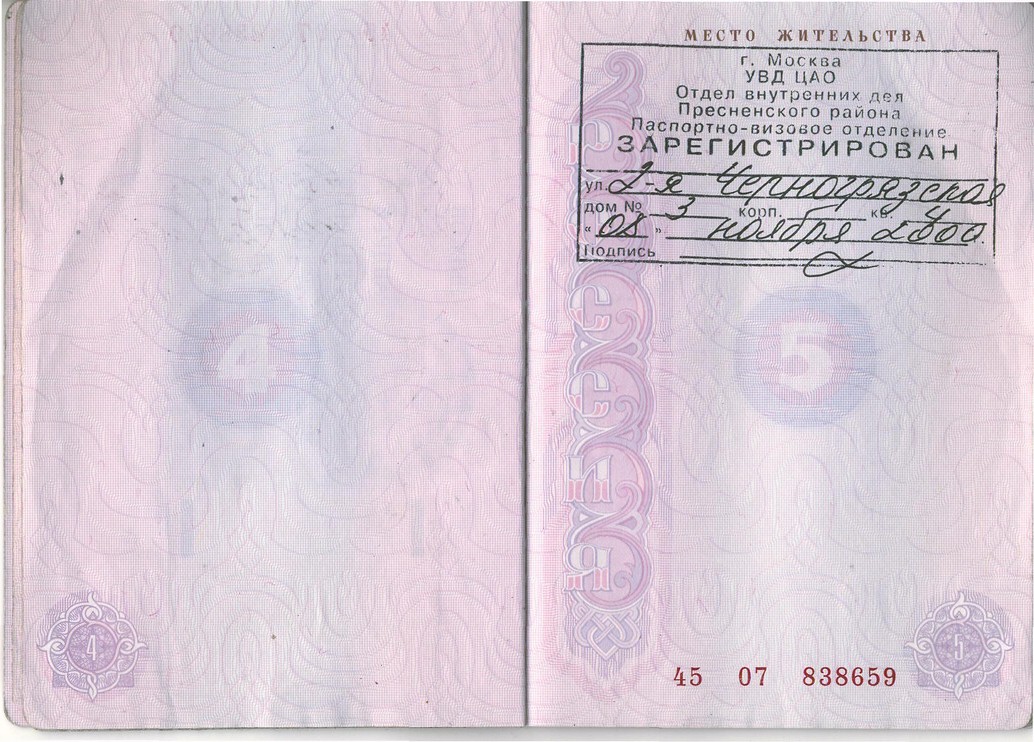 МЕСТО ЖИТЕЛЬСТВА
г. Москва
УВД ЦАО
Отдел внутренних дел
Пресненского района
Паспортно-визовое отделение
ЗАРЕГИСТРИРОВАН
ул. 2-я Черногрязская
дом № 3 корп. – кв. 4
"08" ноября 2000.
Подпись
РОССИЯ
4
5
4
5
45 07 838659